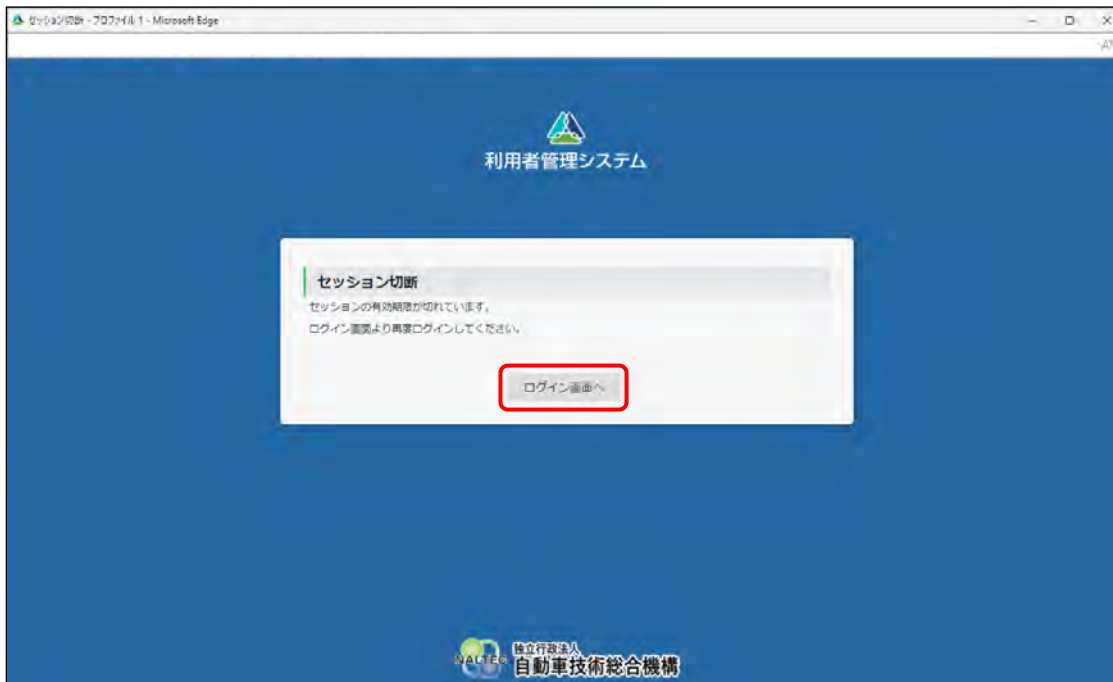 セッション切断 - プロファイル 1 - Microsoft Edge
利用者管理システム
セッション切断
セッションの有効期限が切れています。
ログイン画面より再度ログインしてください。
ログイン画面へ
NALTEC
独立行政法人
自動車技術総合機構